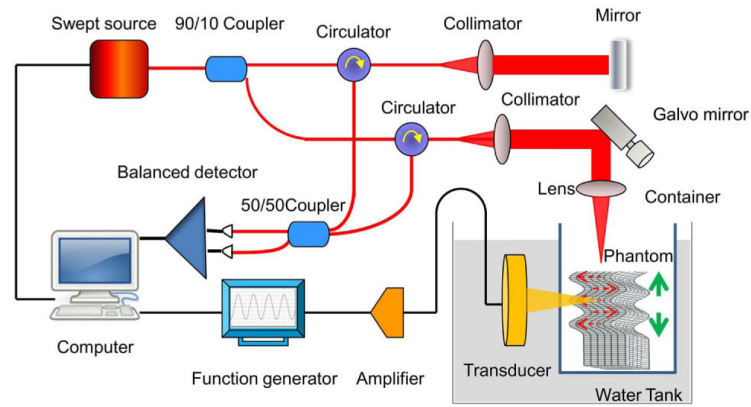 Swept source
90/10 Coupler
Circulator
Collimator
Mirror
Circulator
Collimator
Galvo mirror
Balanced detector
50/50Coupler
Lens
Container
Phantom
Computer
Function generator
Amplifier
Transducer
Water Tank